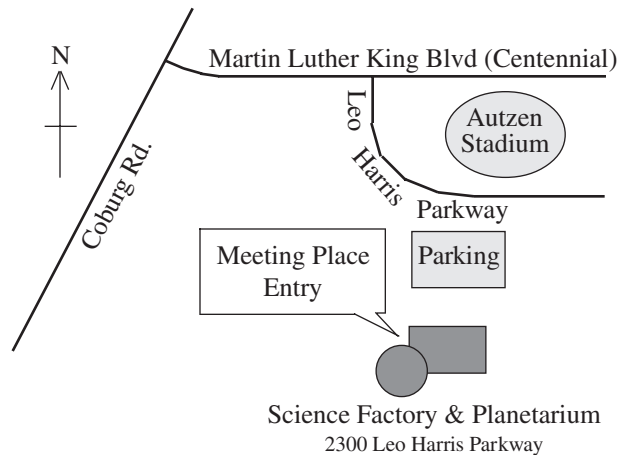 Martin Luther King Blvd (Centennial)
N
Leo
Harris
Parkway
Autzen
Stadium
Coburg Rd.
Meeting Place
Entry
Parking
Science Factory & Planetarium
2300 Leo Harris Parkway